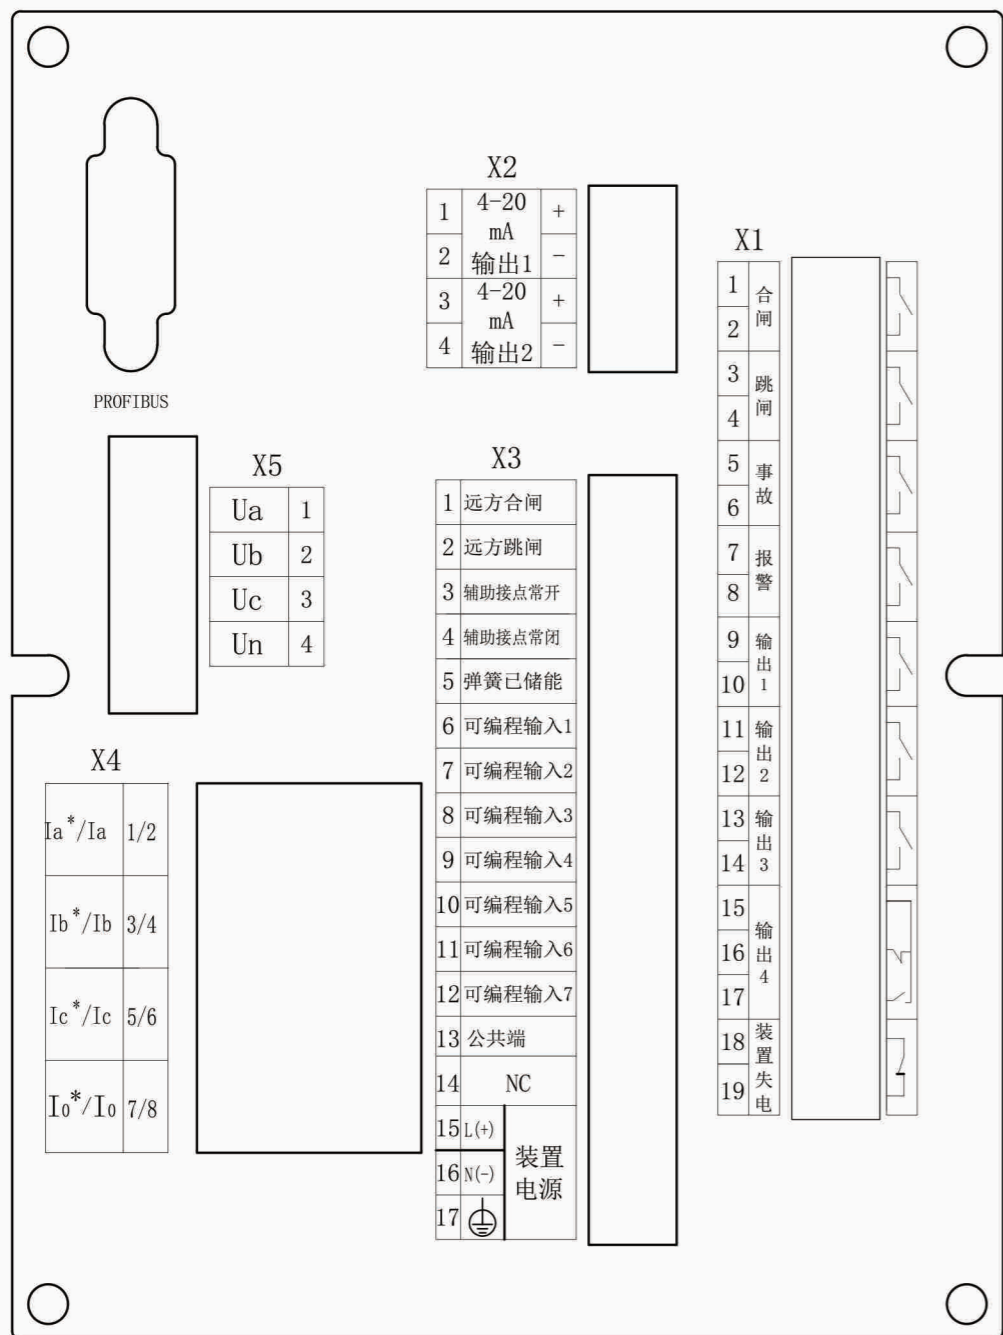 PROFIBUS
X2
1 4-20 +
mA
2 输出1 -
3 4-20 +
mA
4 输出2 -
X1
1 合
2 闸
3 跳
4 闸
5 事
6 故
7 报
8 警
9 输
出
10 1
11 输
出
12 2
13 输
出
14 3
15
输
16 出
4
17
18 装
置
19 失
电
X5
Ua 1
Ub 2
Uc 3
Un 4
X3
1 远方合闸
2 远方跳闸
3 辅助接点常开
4 辅助接点常闭
5 弹簧已储能
6 可编程输入1
7 可编程输入2
8 可编程输入3
9 可编程输入4
10 可编程输入5
11 可编程输入6
12 可编程输入7
13 公共端
14 NC
15 L(+)
16 N(-)
17
装置
电源
X4
Ia*/Ia 1/2
Ib*/Ib 3/4
Ic*/Ic 5/6
I₀*/I₀ 7/8